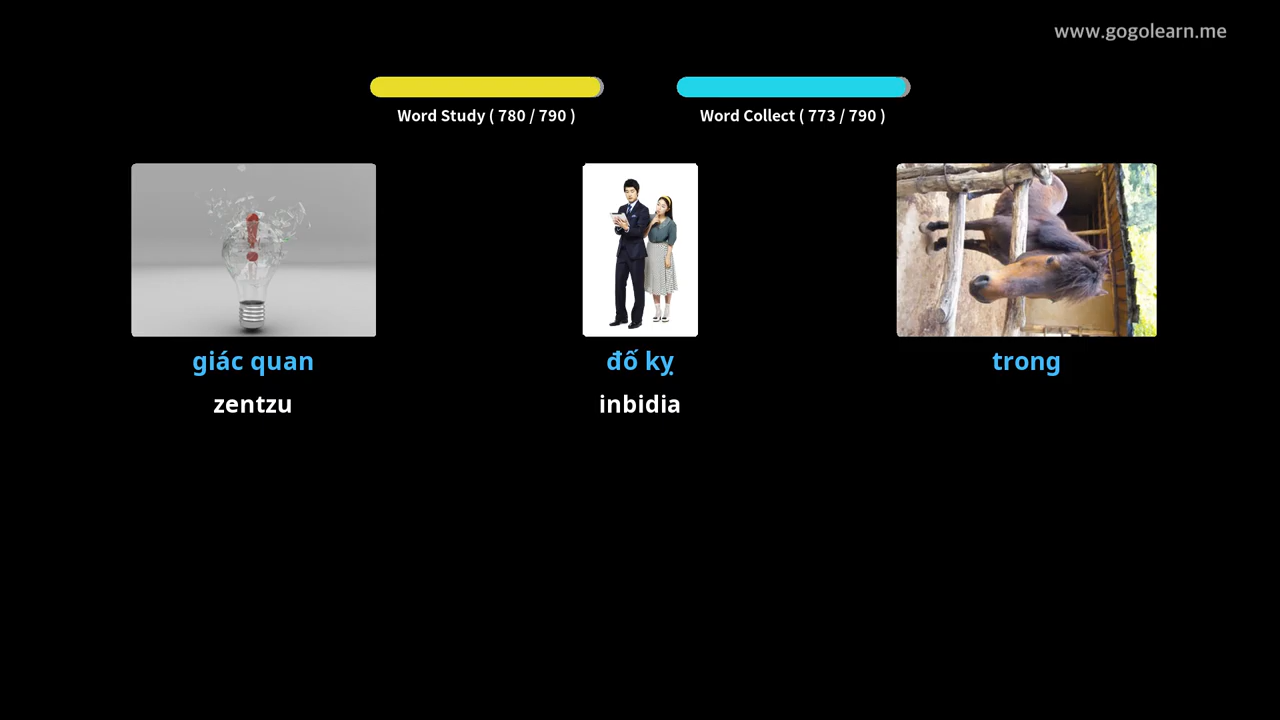 www.gogolearn.me
Word Study ( 780 / 790 )
Word Collect ( 773 / 790 )
giác quan
đố kỵ
trong
zentzu
inbidia